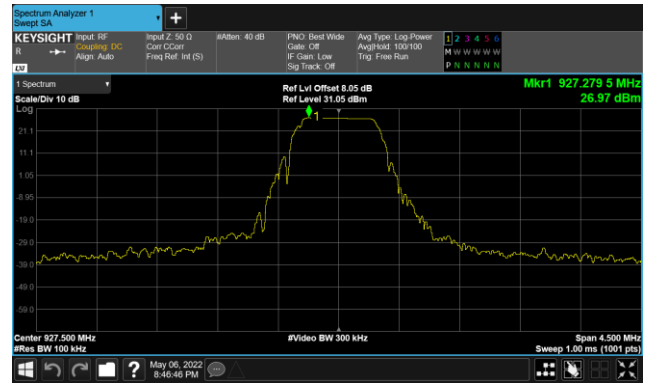 Spectrum Analyzer 1
Swept SA
+
KEYSIGHT
R
LXI
Input: RF
Coupling: DC
Align: Auto
Input Z: 50 Ω
Corr CCorr
Freq Ref: Int (S)
#Atten: 40 dB
PNO: Best Wide
Gate: Off
IF Gain: Low
Sig Track: Off
Avg Type: Log-Power
Avg|Hold: 100/100
Trig: Free Run
1 2 3 4 5 6
M W W W W W
P N N N N N
1 Spectrum
Scale/Div 10 dB
Ref Lvl Offset 8.05 dB
Ref Level 31.05 dBm
Mkr1 927.279 5 MHz
26.97 dBm
Log
1
21.1
11.1
1.05
-8.95
-19.0
-29.0
-39.0
-49.0
-59.0
Center 927.500 MHz
#Res BW 100 kHz
#Video BW 300 kHz
Span 4.500 MHz
Sweep 1.00 ms (1001 pts)
?
May 06, 2022
8:46:46 PM